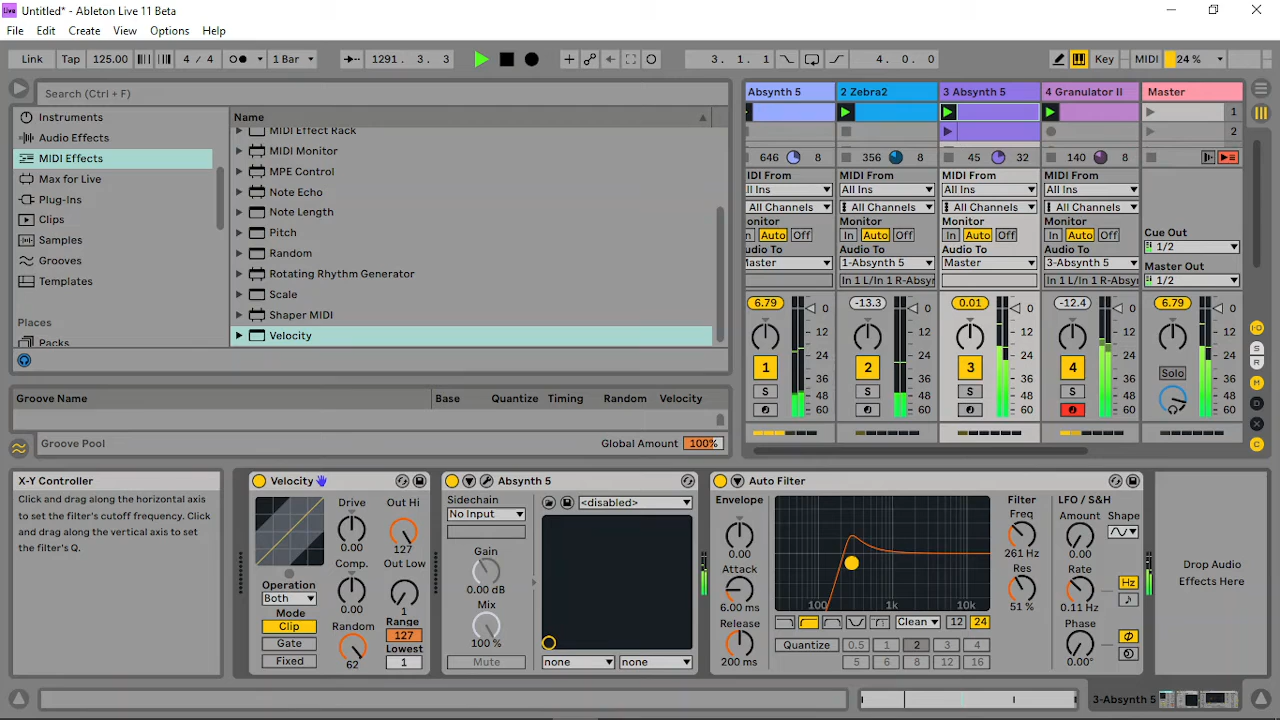 Untitled* - Ableton Live 11 Beta
File Edit Create View Options Help
Link Tap 125.00 4 / 4 1 Bar 1291. 3. 3 3. 1. 1 4. 0. 0 Key MIDI 24 %
Search (Ctrl + F)
Instruments
Audio Effects
MIDI Effects
Max for Live
Plug-Ins
Clips
Samples
Grooves
Templates
Places
Packs
Name
MIDI Effect Rack
MIDI Monitor
MPE Control
Note Echo
Note Length
Pitch
Random
Rotating Rhythm Generator
Scale
Shaper MIDI
Velocity
Groove Name Base Quantize Timing Random Velocity
Groove Pool Global Amount 100%
Absynth 5 2 Zebra2 3 Absynth 5 4 Granulator II Master
1
2
646 8 356 8 45 32 140 8
IDI From MIDI From MIDI From MIDI From
ll Ins All Ins All Ins All Ins
All Channels All Channels All Channels All Channels
onitor Monitor Monitor Monitor
n Auto Off In Auto Off In Auto Off In Auto Off
Cue Out
udio To Audio To Audio To Audio To
1/2
laster 1-Absynth 5 Master 3-Absynth 5
Master Out
In 1 L/In 1 R-Absyr In 1 L/In 1 R-Absyr 1/2
6.79 0 -13.3 0 0.01 0 -12.4 0 6.79 0
12 12 12 12 12
24 24 24 24 24
1 2 3 4 Solo
36 36 36 36 36
S S S S
48 48 48 48 48
60 60 60 60 60
I·O
S
R
M
D
X
C
X-Y Controller
Click and drag along the horizontal axis
to set the filter's cutoff frequency. Click
and drag along the vertical axis to set
the filter's Q.
Velocity
Drive Out Hi
0.00 127
Comp. Out Low
Operation
Both
0.00 1
Mode
Clip
Random Range
127
Gate
Lowest
Fixed
62 1
Absynth 5
Sidechain
No Input
<disabled>
Gain
0.00 dB
Mix
100 %
Mute
none none
Auto Filter
Envelope
0.00
Attack
6.00 ms
Release
200 ms
100 1k 10k
Clean 12 24
Quantize 0.5 1 2 3 4
5 6 8 12 16
Filter
Freq
261 Hz
Res
51 %
LFO / S&H
Amount Shape
0.00
Rate
Hz
0.11 Hz
Phase
0.00°
Drop Audio
Effects Here
3-Absynth 5